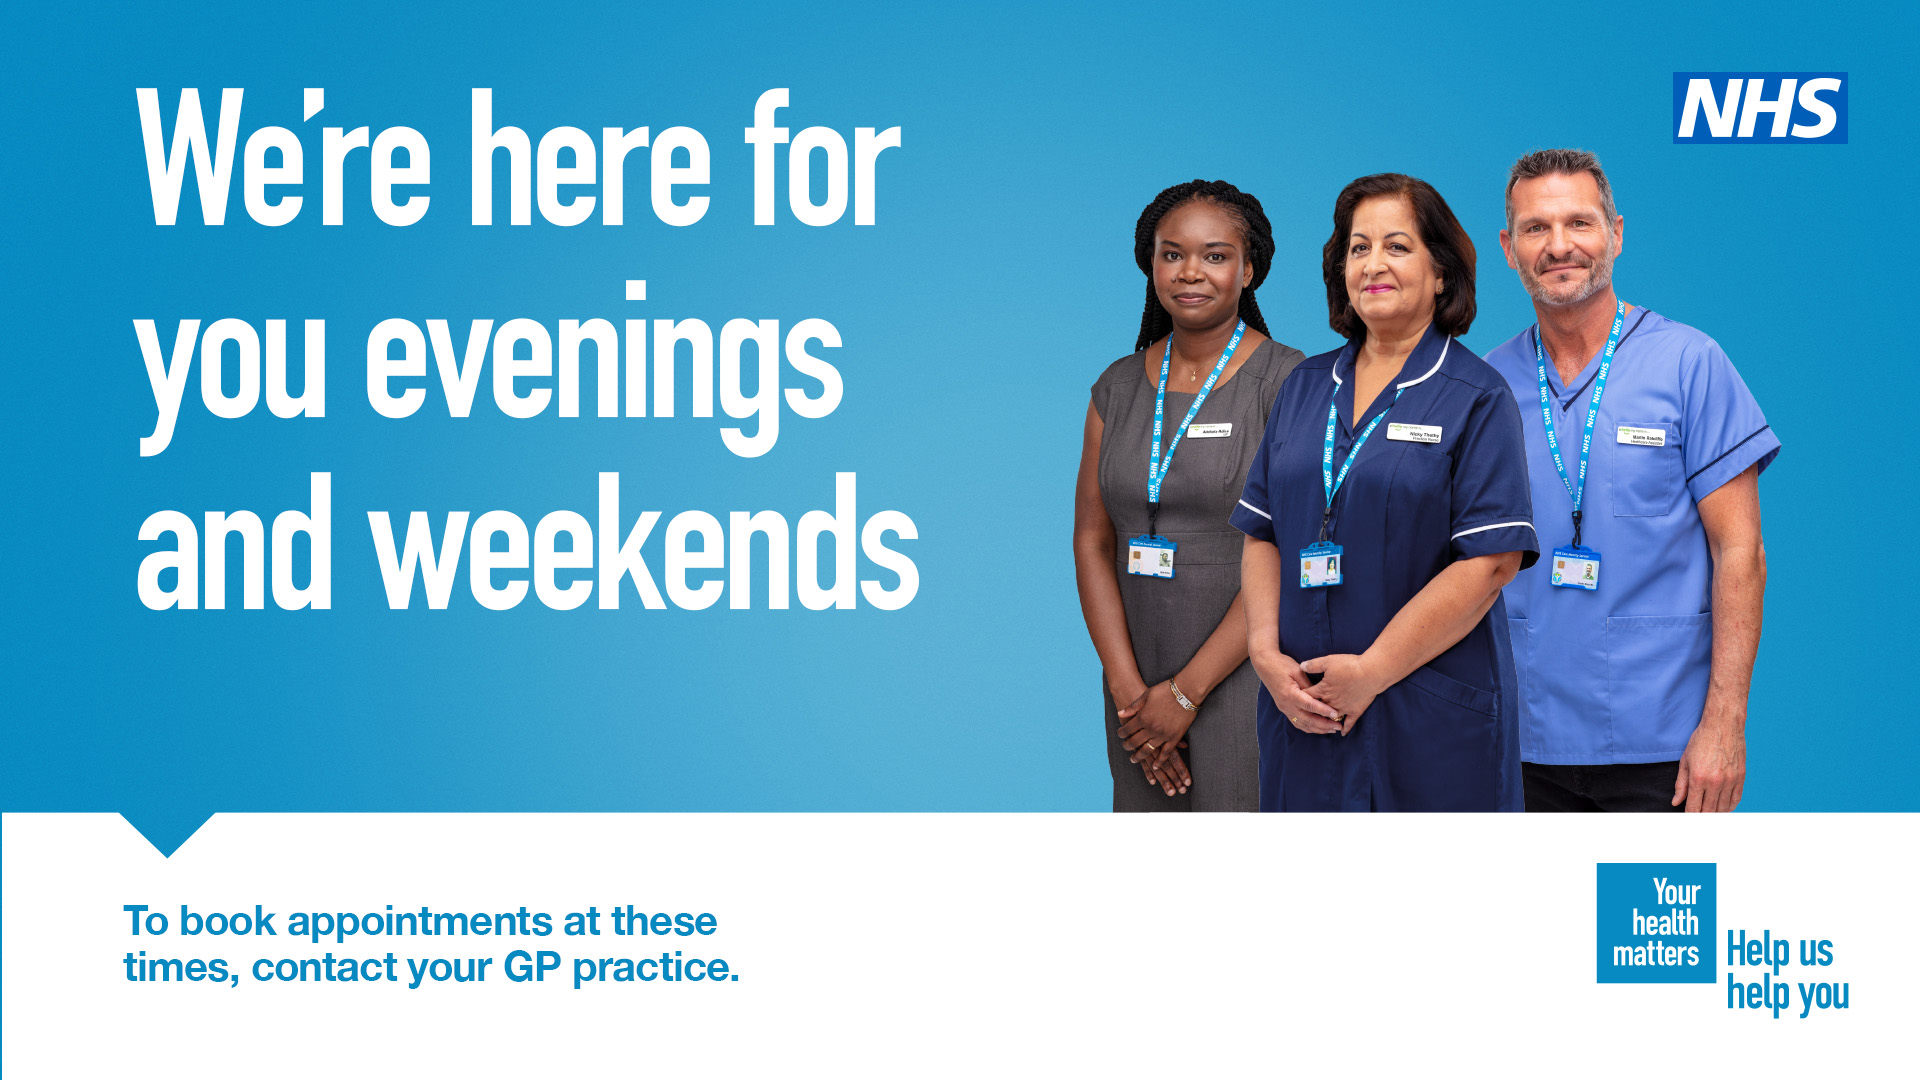 We're here for
you evenings
and weekends
NHS
To book appointments at these
times, contact your GP practice.
Your
health
matters
Help us
help you